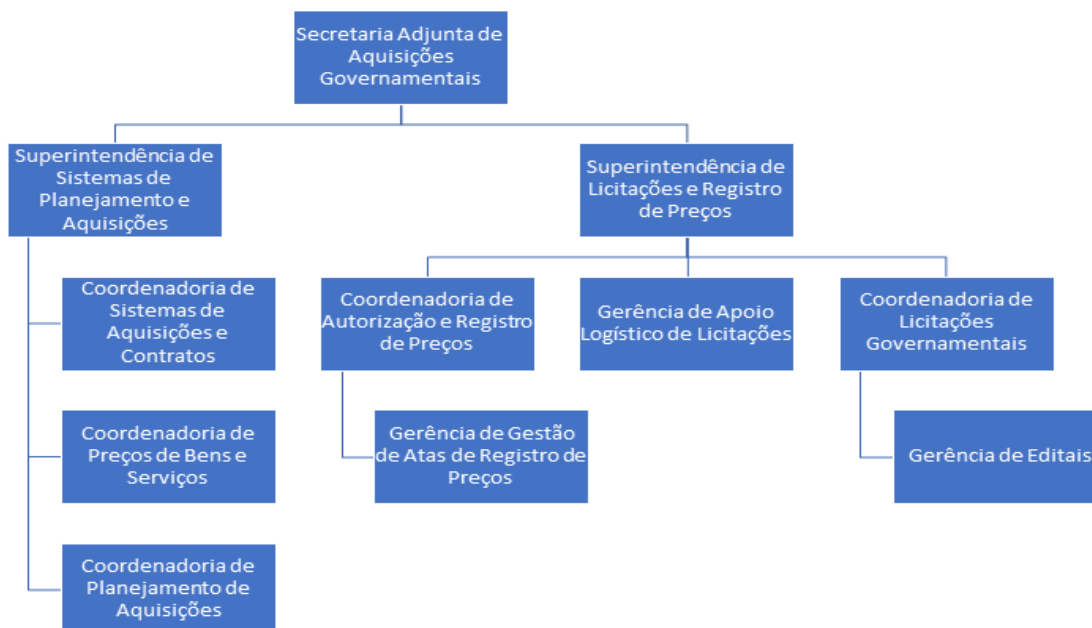 Secretaria Adjunta de
Aquisições
Governamentais
Superintendência de
Sistemas de
Planejamento e
Aquisições
Superintendência de
Licitações e Registro
de Preços
Coordenadoria de
Sistemas de
Aquisições e
Contratos
Coordenadoria de
Autorização e Registro
de Preços
Gerência de Apoio
Logístico de Licitações
Coordenadoria de
Licitações
Governamentais
Coordenadoria de
Preços de Bens e
Serviços
Gerência de Gestão
de Atas de Registro de
Preços
Gerência de Editais
Coordenadoria de
Planejamento de
Aquisições